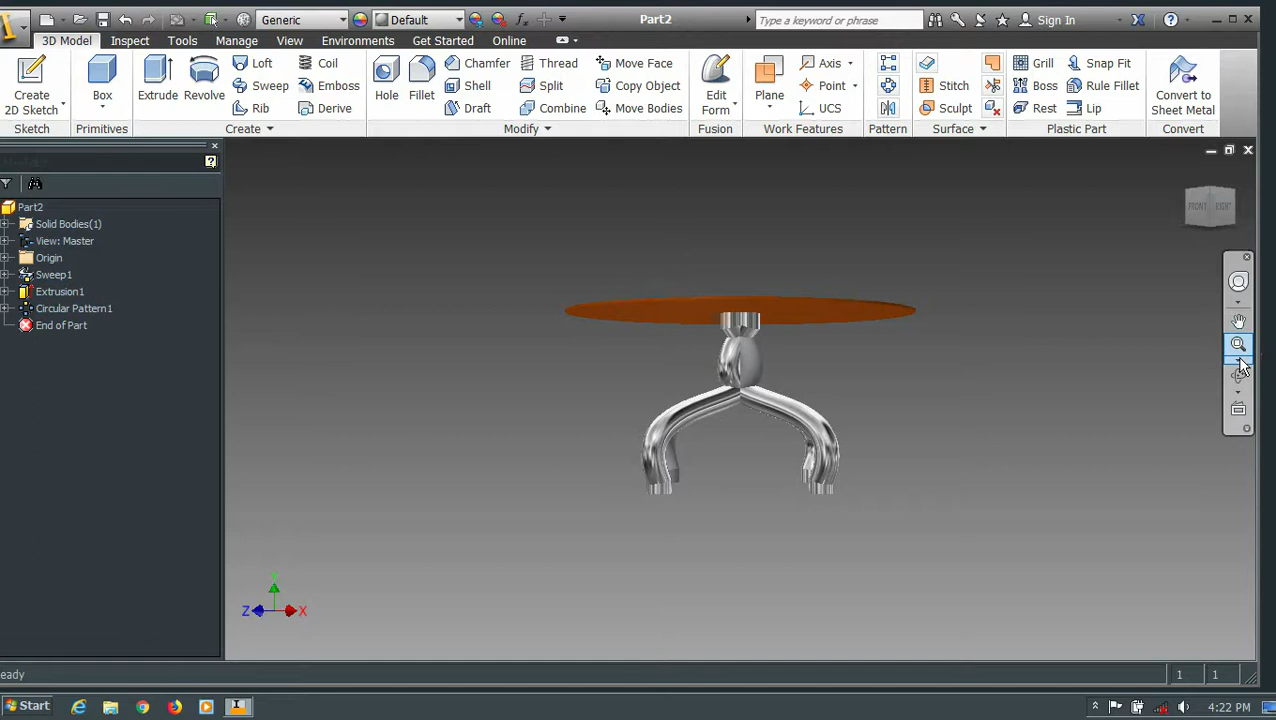 Generic
Default
Part2
Type a keyword or phrase
Sign In
3D Model
Inspect
Tools
Manage
View
Environments
Get Started
Online
Create
2D Sketch
Sketch
Box
Primitives
Extrude
Revolve
Loft
Sweep
Rib
Coil
Emboss
Derive
Create
Hole
Fillet
Chamfer
Shell
Draft
Thread
Split
Combine
Move Face
Copy Object
Move Bodies
Modify
Edit
Form
Fusion
Plane
Axis
Point
UCS
Work Features
Pattern
Stitch
Sculpt
Surface
Grill
Boss
Rest
Snap Fit
Rule Fillet
Lip
Plastic Part
Convert to
Sheet Metal
Convert
Part2
Solid Bodies(1)
View: Master
Origin
Sweep1
Extrusion1
Circular Pattern1
End of Part
FRONT
RIGHT
Z
X
eady
1
1
Start
4:22 PM